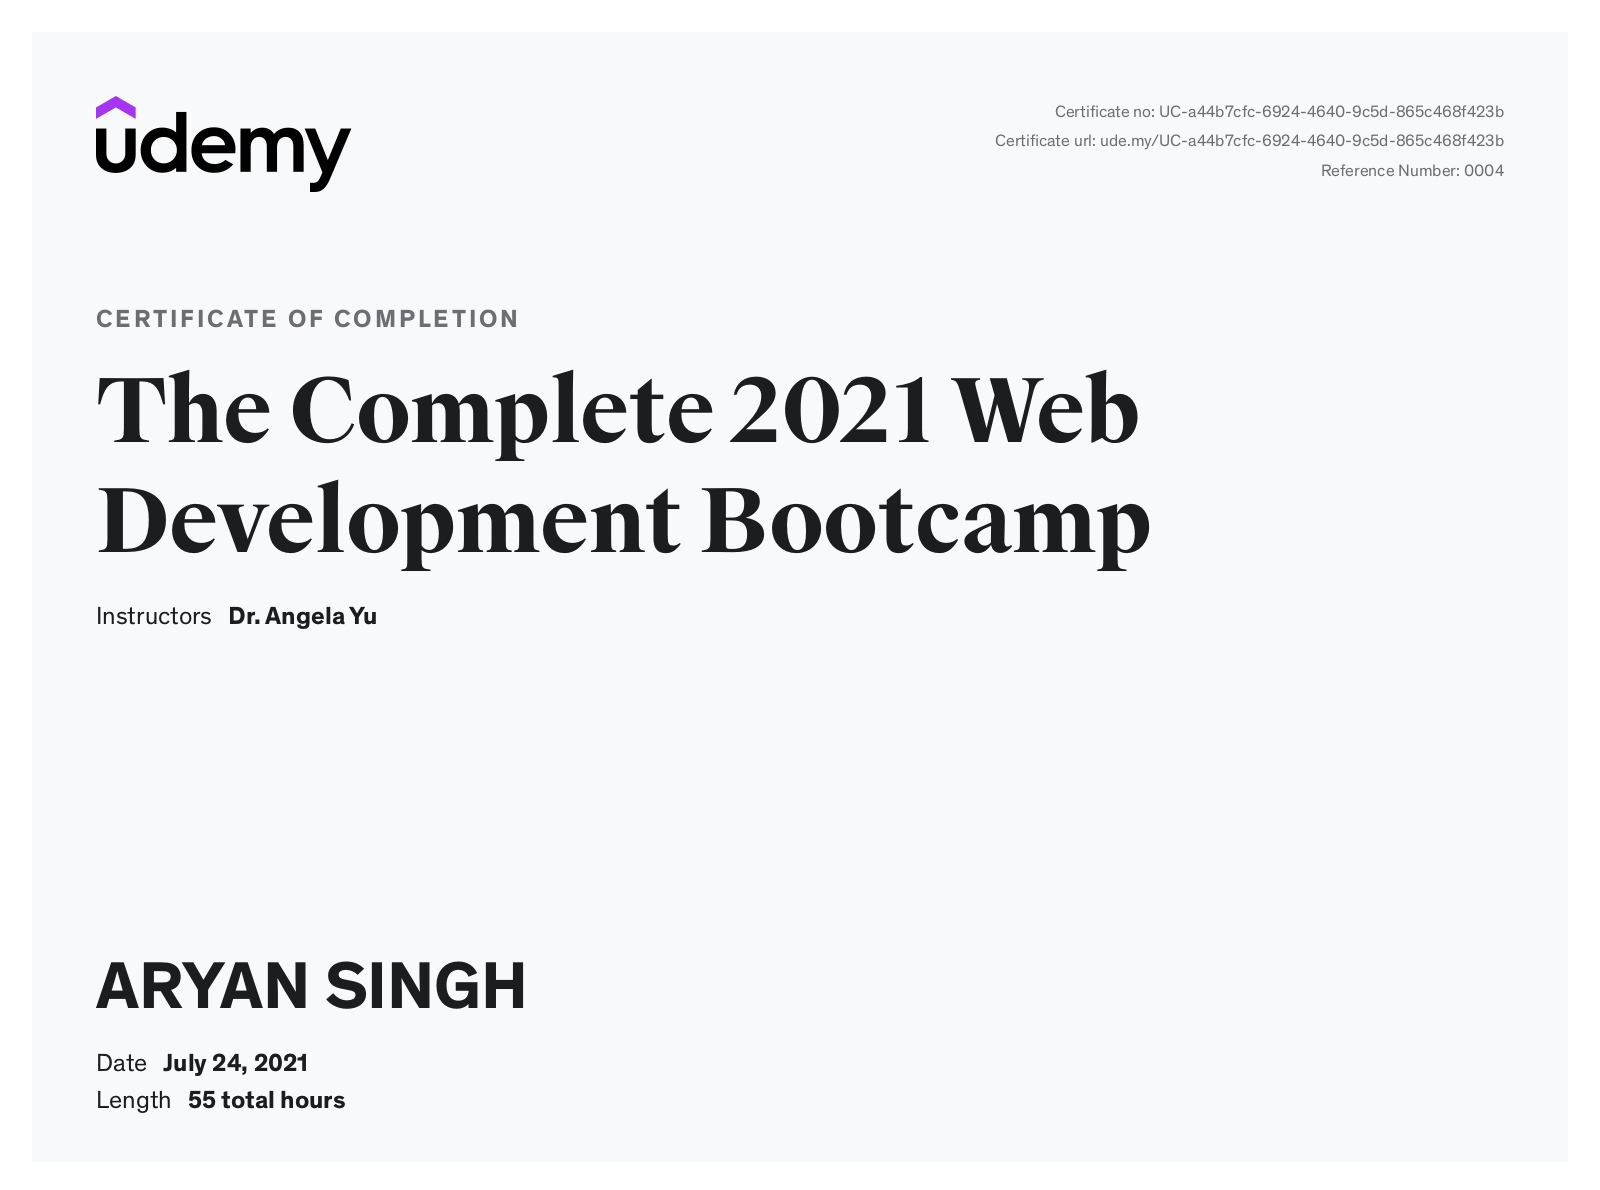 udemy
Certificate no: UC-a44b7cfc-6924-4640-9c5d-865c468f423b
Certificate url: ude.my/UC-a44b7cfc-6924-4640-9c5d-865c468f423b
Reference Number: 0004
CERTIFICATE OF COMPLETION
The Complete 2021 Web
Development Bootcamp
Instructors Dr. Angela Yu
ARYAN SINGH
Date July 24, 2021
Length 55 total hours